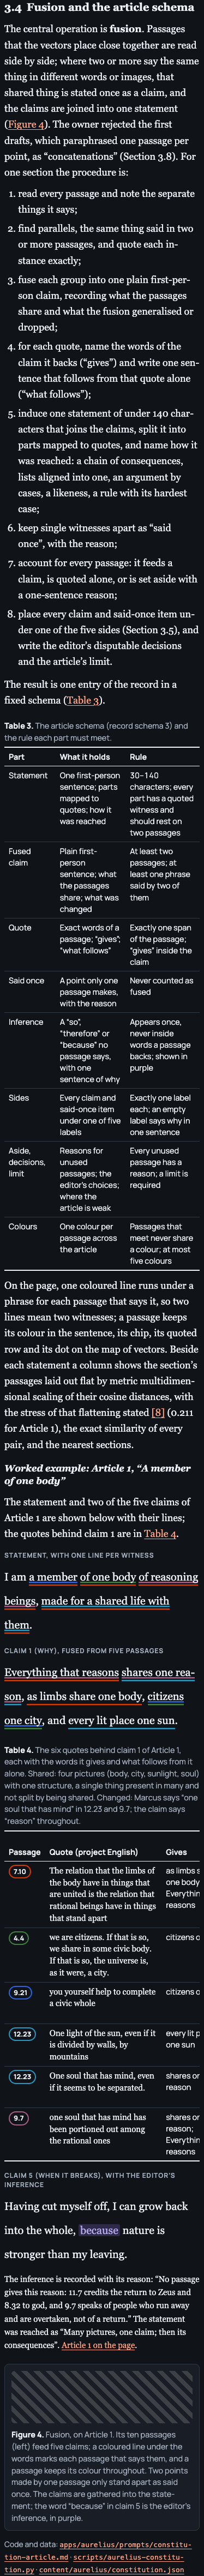 3.4 Fusion and the article schema
The central operation is fusion. Passages
that the vectors place close together are read
side by side; where two or more say the same
thing in different words or images, that
shared thing is stated once as a claim, and
the claims are joined into one statement
(Figure 4). The owner rejected the first
drafts, which paraphrased one passage per
point, as “concatenations” (Section 3.8). For
one section the procedure is:
1. read every passage and note the separate
things it says;
2. find parallels, the same thing said in two
or more passages, and quote each in-
stance exactly;
3. fuse each group into one plain first-per-
son claim, recording what the passages
share and what the fusion generalised or
dropped;
4. for each quote, name the words of the
claim it backs (“gives”) and write one sen-
tence that follows from that quote alone
(“what follows”);
5. induce one statement of under 140 char-
acters that joins the claims, split it into
parts mapped to quotes, and name how it
was reached: a chain of consequences,
lists aligned into one, an argument by
cases, a likeness, a rule with its hardest
case;
6. keep single witnesses apart as “said
once”, with the reason;
7. account for every passage: it feeds a
claim, is quoted alone, or is set aside with
a one-sentence reason;
8. place every claim and said-once item un-
der one of the five sides (Section 3.5), and
write the editor’s disputable decisions
and the article’s limit.
The result is one entry of the record in a
fixed schema (Table 3).
Table 3. The article schema (record schema 3) and
the rule each part must meet.
Part What it holds Rule
Statement One first-person sentence; parts mapped to quotes; how it was reached 30–140 characters; every part has a quoted witness and should rest on two passages
Fused claim Plain first-person sentence; what the passages share; what was changed At least two passages; at least one phrase said by two of them
Quote Exact words of a passage; “gives”; “what follows” Exactly one span of the passage; “gives” inside the claim
Said once A point only one passage makes, with the reason Never counted as fused
Inference A “so”, “therefore” or “because” no passage says, with one sentence of why Appears once, never inside words a passage backs; shown in purple
Sides Every claim and said-once item under one of five labels Exactly one label each; an empty label says why in one sentence
Aside, decisions, limit Reasons for unused passages; the editor’s choices; where the article is weak Every unused passage has a reason; a limit is required
Colours One colour per passage across the article Passages that meet never share a colour; at most five colours
On the page, one coloured line runs under a
phrase for each passage that says it, so two
lines mean two witnesses; a passage keeps
its colour in the sentence, its chip, its quoted
row and its dot on the map of vectors. Beside
each statement a column shows the section’s
passages laid out flat by metric multidimen-
sional scaling of their cosine distances, with
the stress of that flattening stated [8] (0.211
for Article 1), the exact similarity of every
pair, and the nearest sections.
Worked example: Article 1, “A member
of one body”
The statement and two of the five claims of
Article 1 are shown below with their lines;
the quotes behind claim 1 are in Table 4.
STATEMENT, WITH ONE LINE PER WITNESS
I am a member of one body of reasoning
beings, made for a shared life with
them.
CLAIM 1 (WHY), FUSED FROM FIVE PASSAGES
Everything that reasons shares one rea-
son, as limbs share one body, citizens
one city, and every lit place one sun.
Table 4. The six quotes behind claim 1 of Article 1,
each with the words it gives and what follows from it
alone. Shared: four pictures (body, city, sunlight, soul)
with one structure, a single thing present in many and
not split by being shared. Changed: Marcus says “one
soul that has mind” in 12.23 and 9.7; the claim says
“reason” throughout.
Passage Quote (project English) Gives
7.10 The relation that the limbs of the body have in things that are united is the relation that rational beings have in things that stand apart as limbs s one body Everythin reasons
4.4 we are citizens. If that is so, we share in some civic body. If that is so, the universe is, as it were, a city. citizens o
9.21 you yourself help to complete a civic whole citizens o
12.23 One light of the sun, even if it is divided by walls, by mountains every lit p one sun
12.23 One soul that has mind, even if it seems to be separated. shares or reason
9.7 one soul that has mind has been portioned out among the rational ones shares or reason; Everythin reasons
CLAIM 5 (WHEN IT BREAKS), WITH THE EDITOR’S
INFERENCE
Having cut myself off, I can grow back
into the whole, because nature is
stronger than my leaving.
The inference is recorded with its reason: “No passage
gives this reason: 11.7 credits the return to Zeus and
8.32 to god, and 9.7 speaks of people who run away
and are overtaken, not of a return.” The statement
was reached as “Many pictures, one claim; then its
consequences”. Article 1 on the page.
Figure 4. Fusion, on Article 1. Its ten passages
(left) feed five claims; a coloured line under the
words marks each passage that says them, and a
passage keeps its colour throughout. Two points
made by one passage only stand apart as said
once. The claims are gathered into the state-
ment; the word “because” in claim 5 is the editor’s
inference, in purple.
Code and data: apps/aurelius/prompts/constitu-
tion-article.md · scripts/aurelius-constitu-
tion.py · content/aurelius/constitution.json